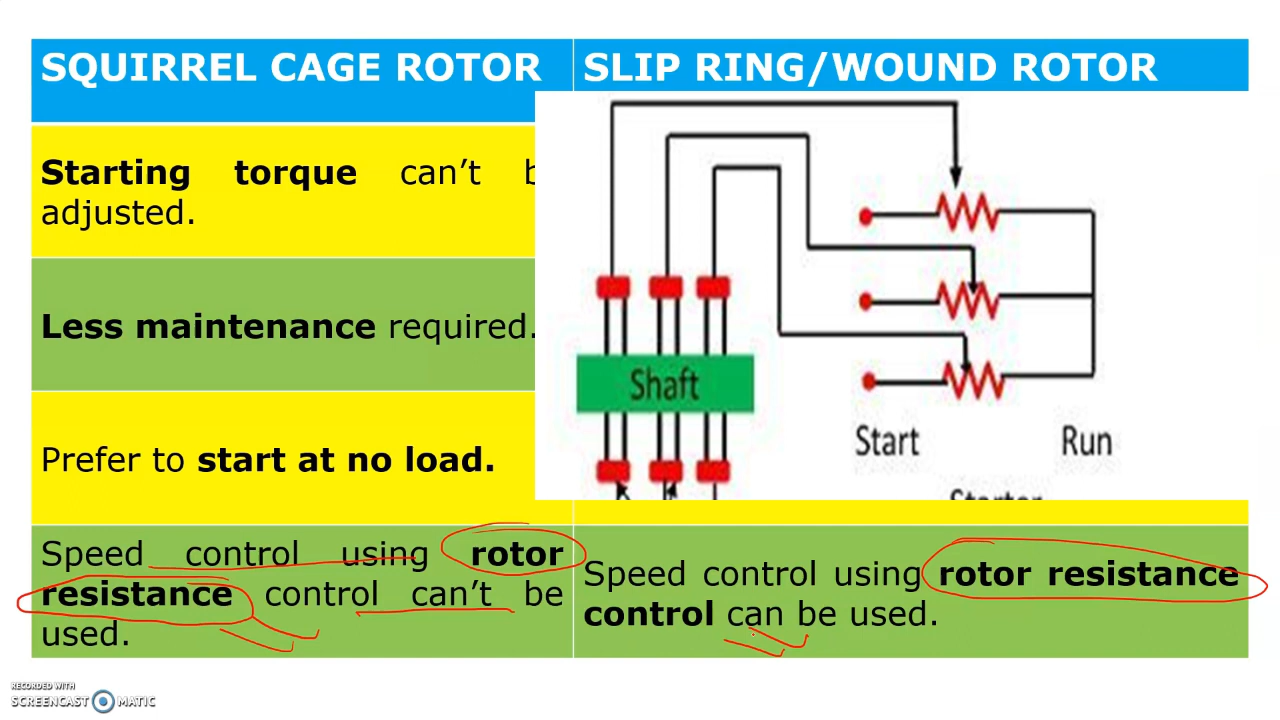 SQUIRREL CAGE ROTOR
SLIP RING/WOUND ROTOR
Starting torque can’t
adjusted.
Less maintenance required.
Prefer to start at no load.
Shaft
Start
Run
Speed control using rotor
resistance control can’t be
used.
Speed control using rotor resistance
control can be used.
RECORDED WITH
SCREENCAST MATIC